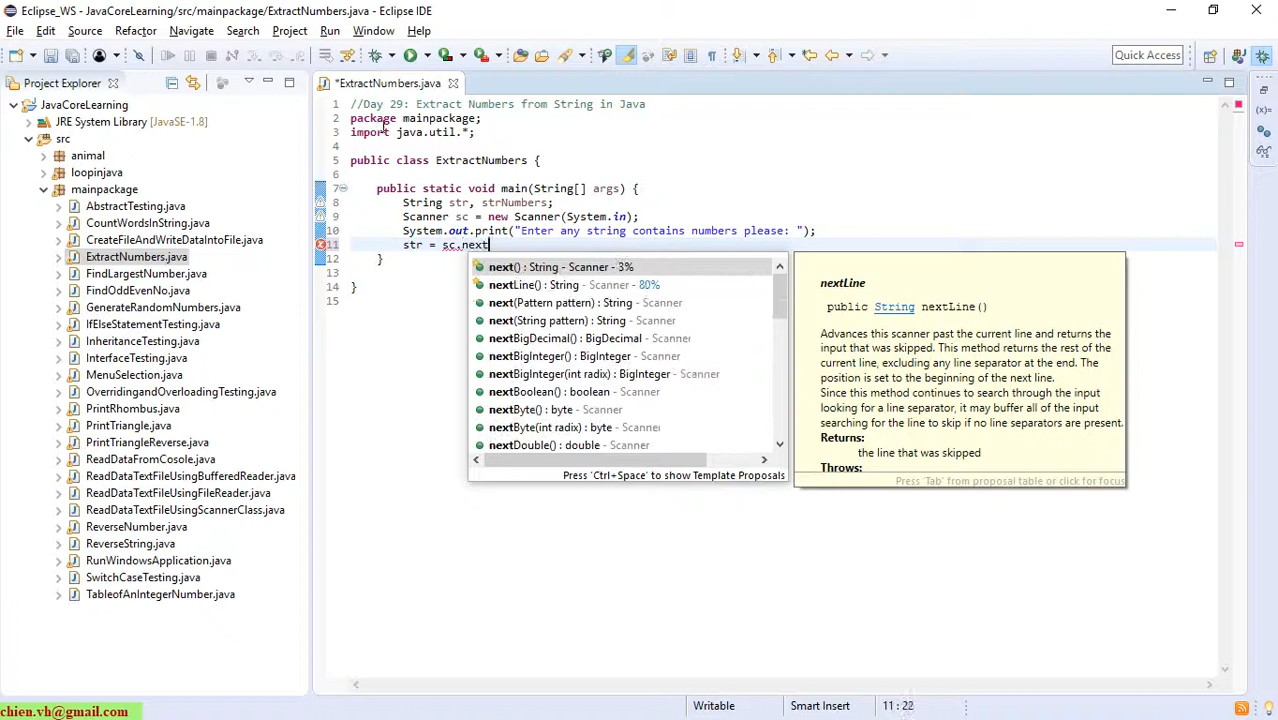 Eclipse_WS - JavaCoreLearning/src/mainpackage/ExtractNumbers.java - Eclipse IDE
File Edit Source Refactor Navigate Search Project Run Window Help
Quick Access
Project Explorer
*ExtractNumbers.java
JavaCoreLearning
JRE System Library [JavaSE-1.8]
src
animal
loopinjava
mainpackage
AbstractTesting.java
CountWordsInString.java
CreateFileAndWriteDataIntoFile.java
ExtractNumbers.java
FindLargestNumber.java
FindOddEvenNo.java
GenerateRandomNumbers.java
IfElseStatementTesting.java
InheritanceTesting.java
InterfaceTesting.java
MenuSelection.java
OverridingandOverloadingTesting.java
PrintRhombus.java
PrintTriangle.java
PrintTriangleReverse.java
ReadDataFromCosole.java
ReadDataTextFileUsingBufferedReader.java
ReadDataTextFileUsingFileReader.java
ReadDataTextFileUsingScannerClass.java
ReverseNumber.java
ReverseString.java
RunWindowsApplication.java
SwitchCaseTesting.java
TableofAnIntegerNumber.java
1 //Day 29: Extract Numbers from String in Java
2 package mainpackage;
3 import java.util.*;
4
5 public class ExtractNumbers {
6
7 public static void main(String[] args) {
8 String str, strNumbers;
9 Scanner sc = new Scanner(System.in);
10 System.out.print("Enter any string contains numbers please: ");
11 str = sc.next
12 }
13
14 }
15
next() : String - Scanner - 3%
nextLine() : String - Scanner - 80%
next(Pattern pattern) : String - Scanner
next(String pattern) : String - Scanner
nextBigDecimal() : BigDecimal - Scanner
nextBigInteger() : BigInteger - Scanner
nextBigInteger(int radix) : BigInteger - Scanner
nextBoolean() : boolean - Scanner
nextByte() : byte - Scanner
nextByte(int radix) : byte - Scanner
nextDouble() : double - Scanner
Press 'Ctrl+Space' to show Template Proposals
nextLine
public String nextLine()
Advances this scanner past the current line and returns the
input that was skipped. This method returns the rest of the
current line, excluding any line separator at the end. The
position is set to the beginning of the next line.
Since this method continues to search through the input
looking for a line separator, it may buffer all of the input
searching for the line to skip if no line separators are present.
Returns:
the line that was skipped
Throws:
Press 'Tab' from proposal table or click for focus
Writable
Smart Insert
11 : 22
chien.vh@gmail.com